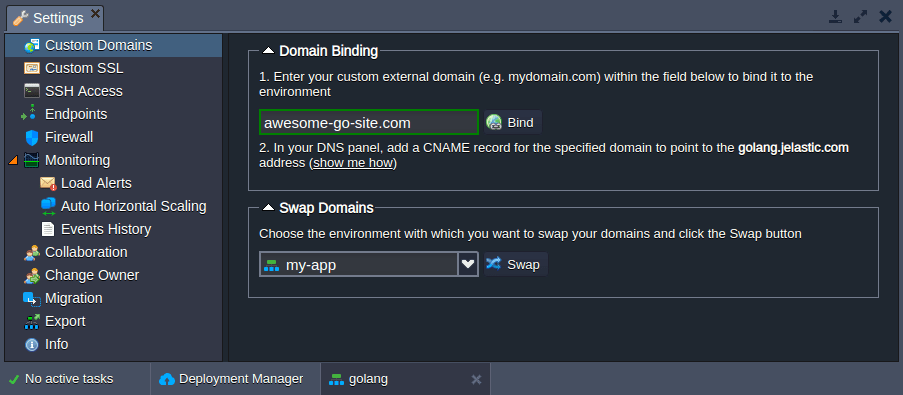 Settings
Custom Domains
Custom SSL
SSH Access
Endpoints
Firewall
Monitoring
Load Alerts
Auto Horizontal Scaling
Events History
Collaboration
Change Owner
Migration
Export
Info
Domain Binding
1. Enter your custom external domain (e.g. mydomain.com) within the field below to bind it to the
environment
awesome-go-site.com Bind
2. In your DNS panel, add a CNAME record for the specified domain to point to the golang.jelastic.com
address (show me how)
Swap Domains
Choose the environment with which you want to swap your domains and click the Swap button
my-app Swap
No active tasks Deployment Manager golang